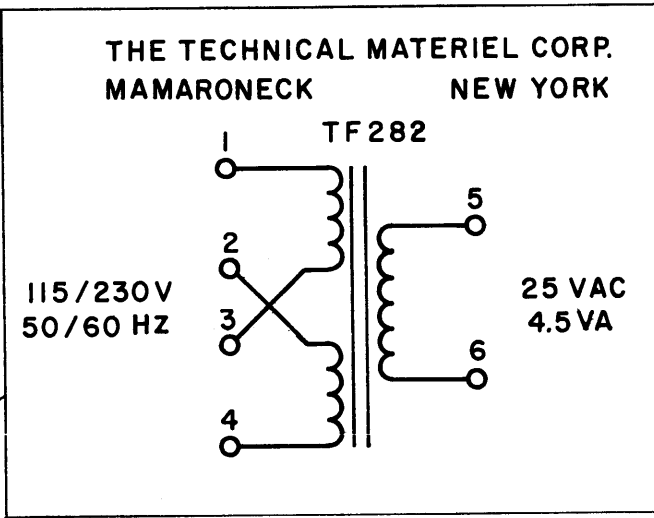 THE TECHNICAL MATERIEL CORP.
MAMARONECK NEW YORK
TF282
1
2
3
4
5
6
115/230V
50/60 HZ
25 VAC
4.5VA